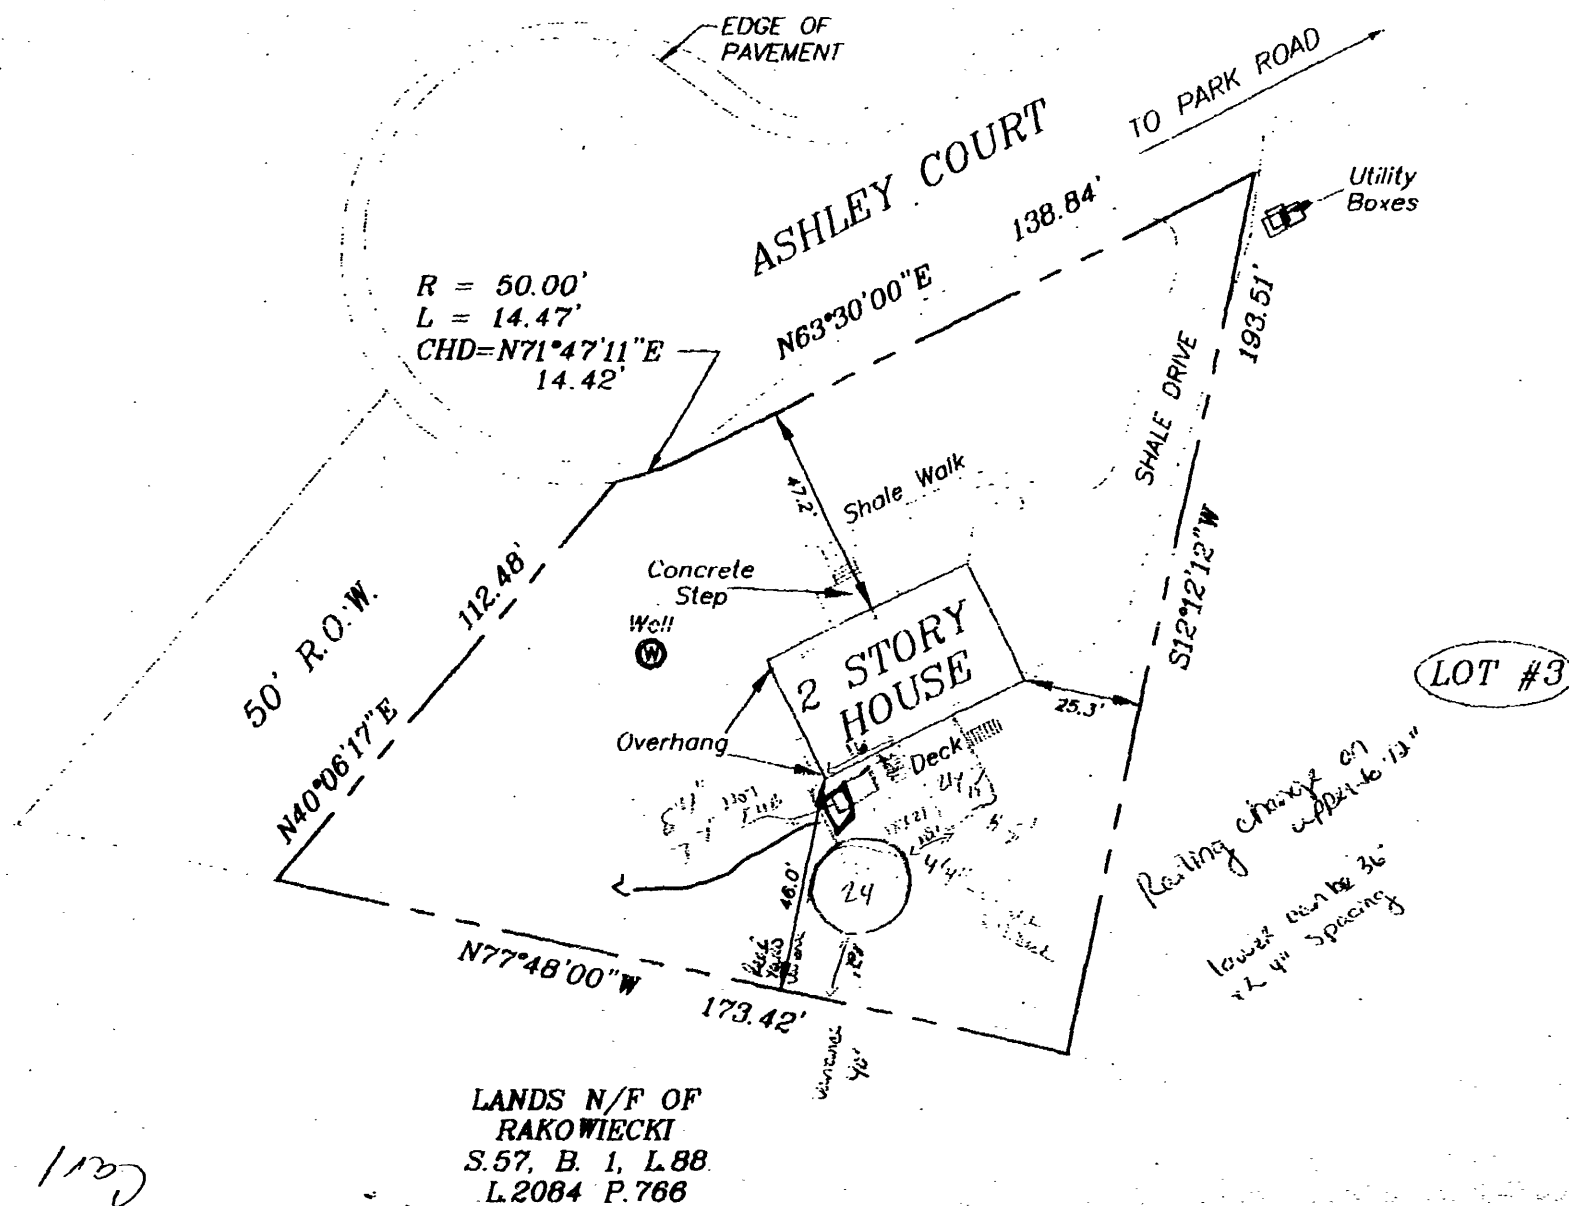 EDGE OF
PAVEMENT
TO PARK ROAD
ASHLEY COURT
Utility
Boxes
138.84'
R = 50.00'
L = 14.47'
CHD=N71°47'11"E
14.42'
N63°30'00"E
193.51'
SHALE DRIVE
47.2'
Shale Walk
Concrete
Step
Well
W
112.48'
50' R.O.W.
S12°12'12"W
2 STORY
HOUSE
LOT #3
25.3'
Overhang
16
Deck
N40°06'17"E
Railing change on
lower can be 36"
4" spacing
46.0'
24
N77°48'00"W
173.42'
variance
40'
LANDS N/F OF
RAKOWIECKI
S.57, B. 1, L.88
L.2084 P.766
Carl